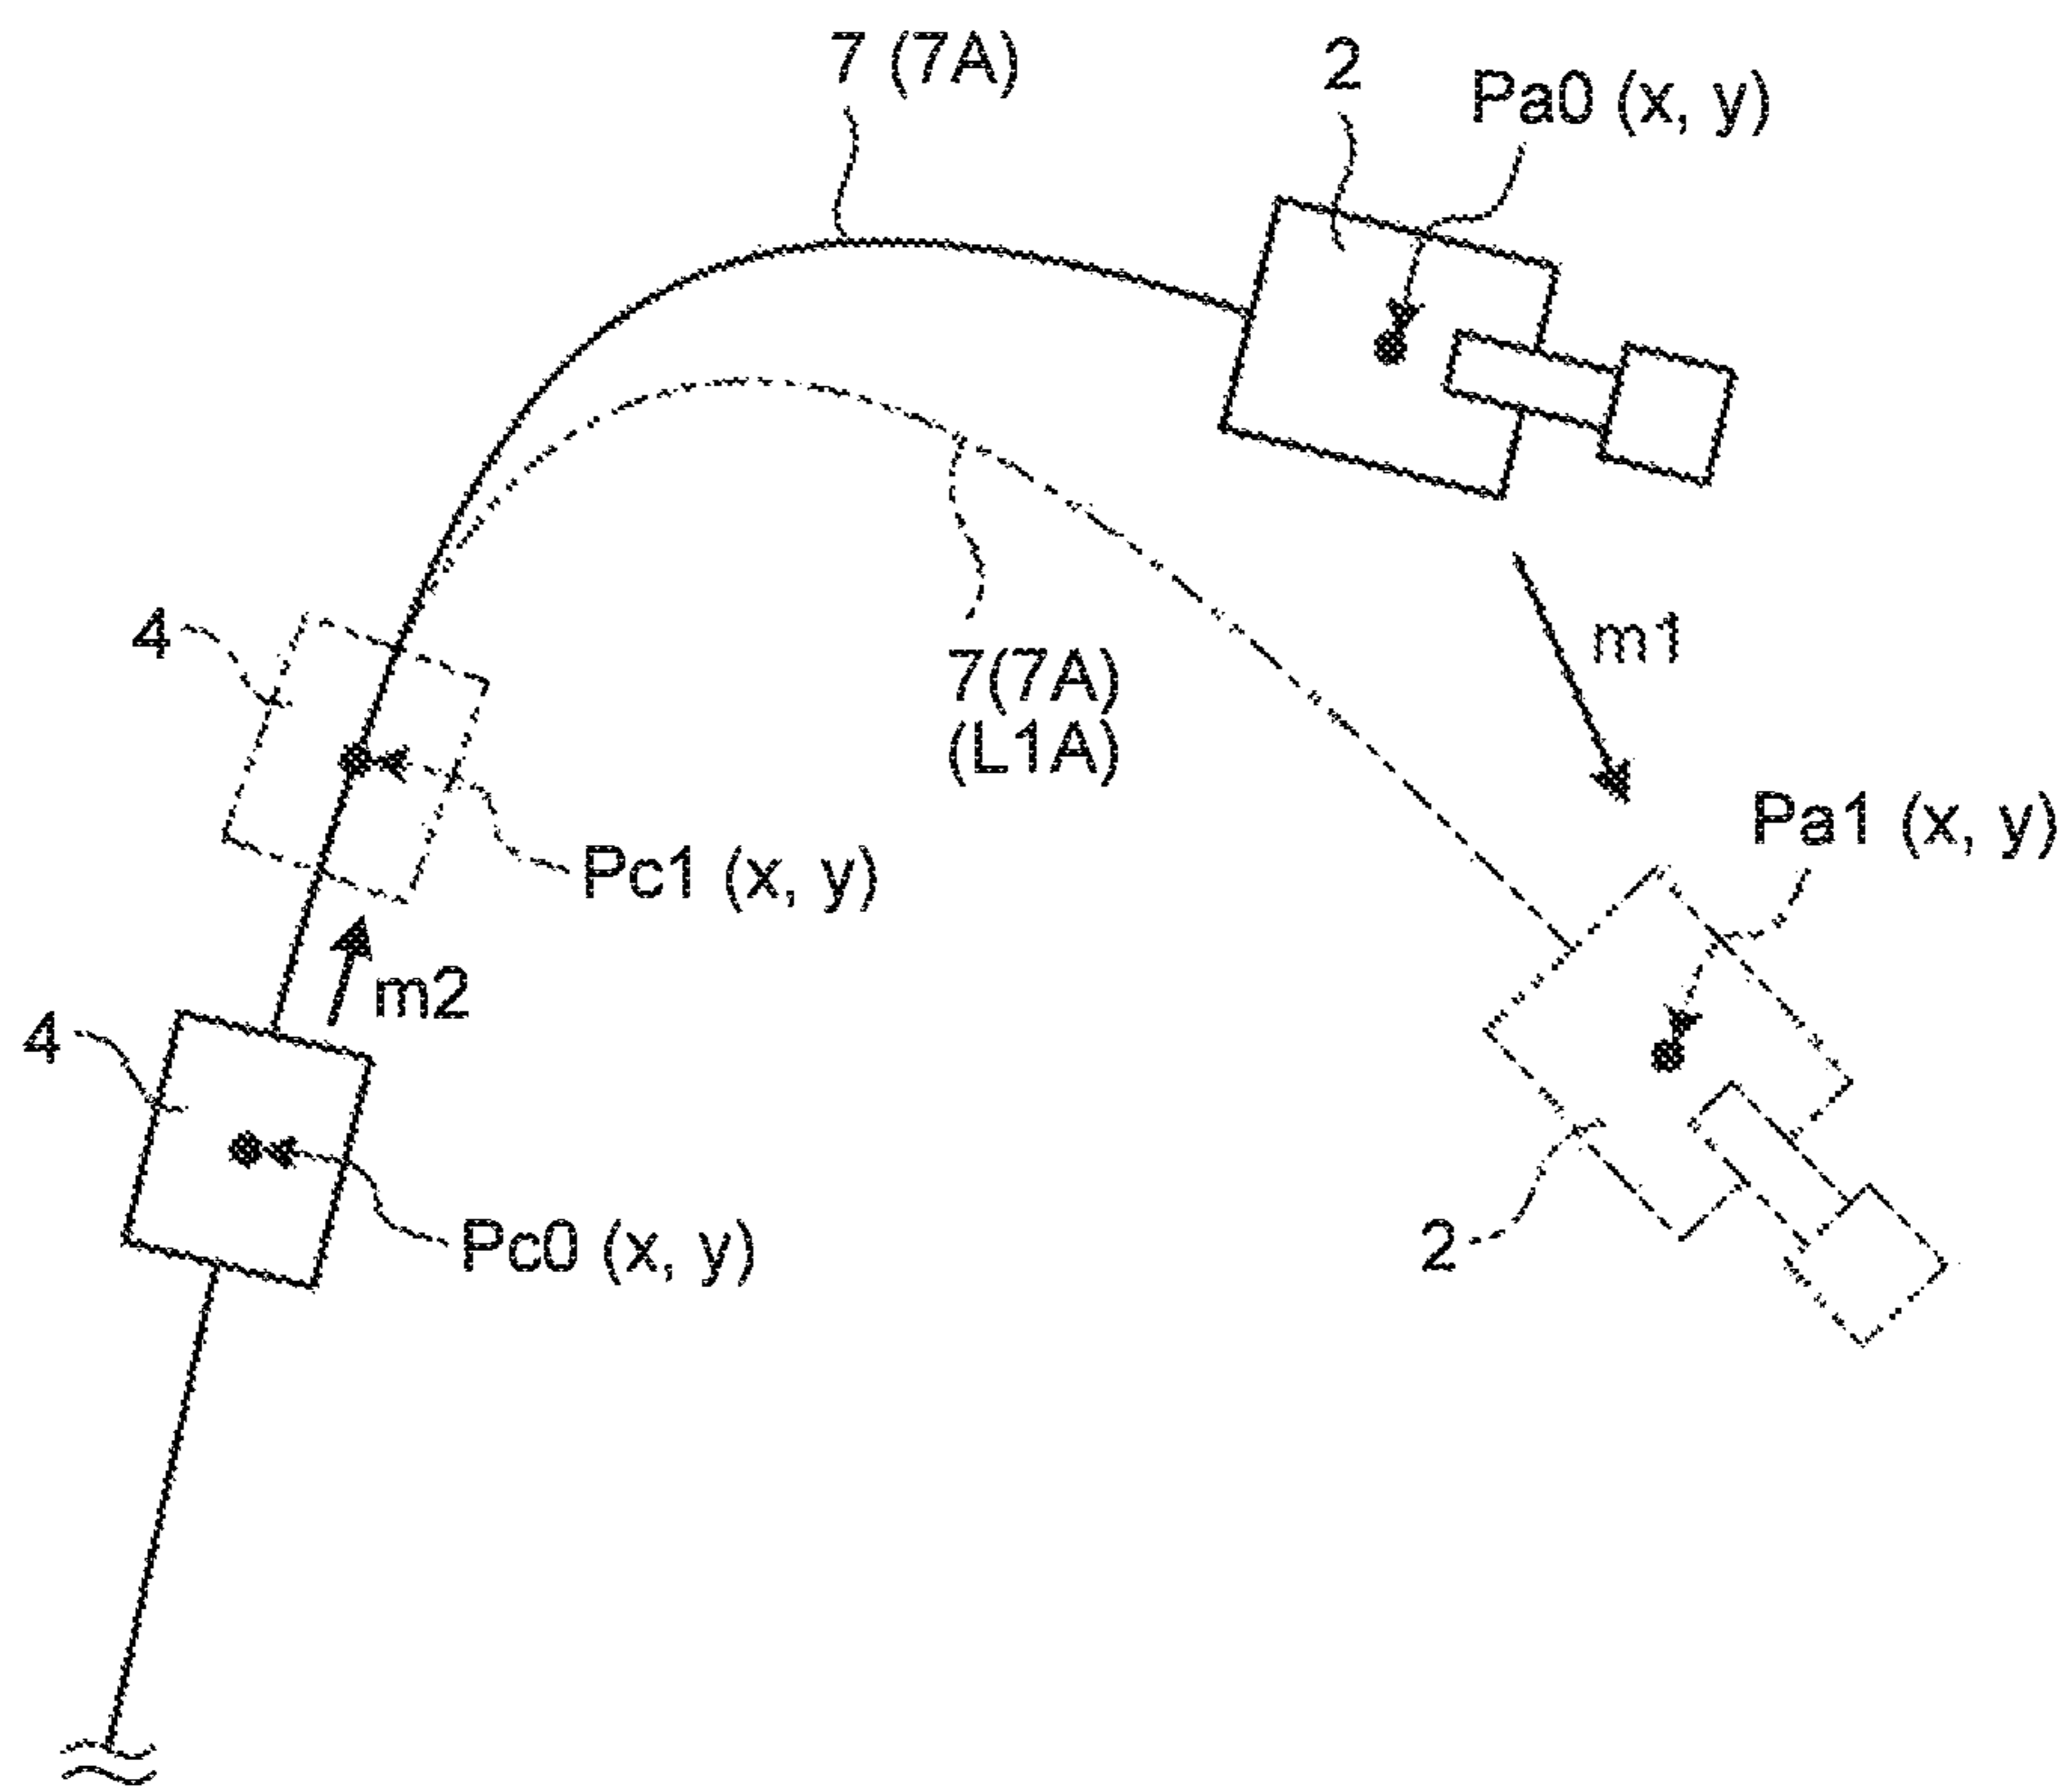 7 (7A)
2
Pa0 (x, y)
4
7(7A)
(L1A)
m1
Pa1 (x, y)
Pc1 (x, y)
m2
4
Pc0 (x, y)
2